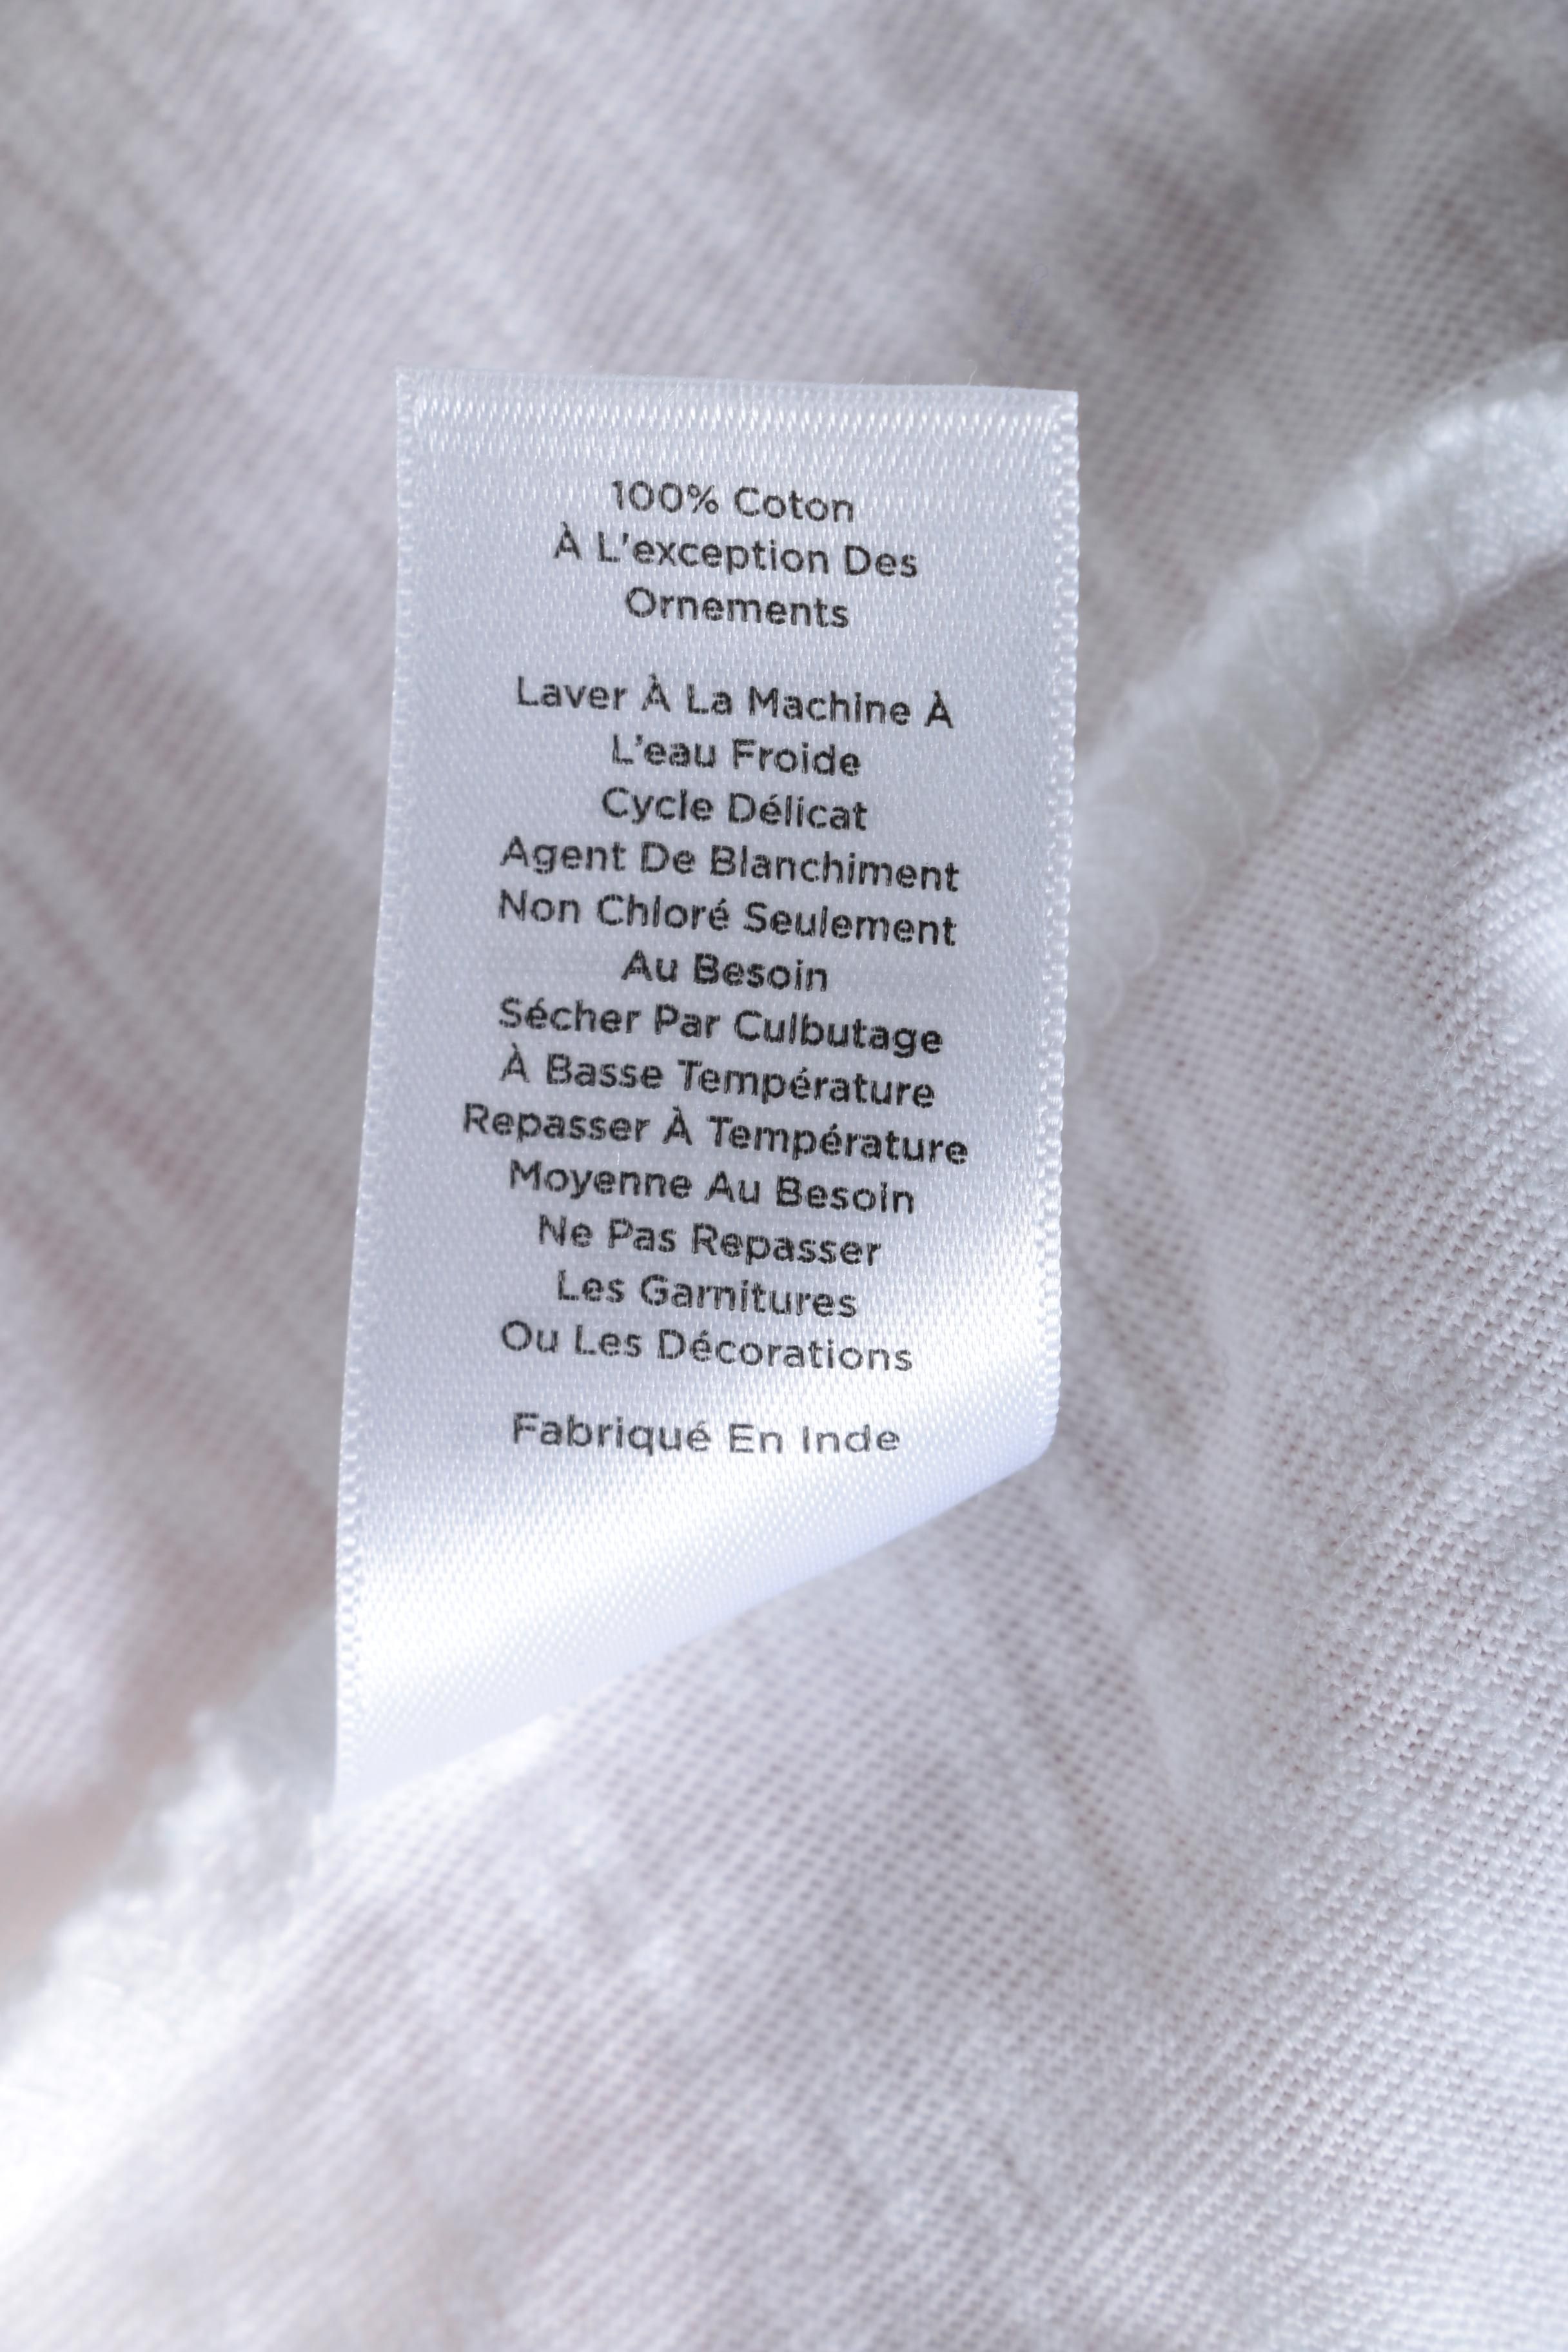 100% Coton
À L'exception Des
Ornements
Laver À La Machine À
L'eau Froide
Cycle Délicat
Agent De Blanchiment
Non Chloré Seulement
Au Besoin
Sécher Par Culbutage
À Basse Température
Repasser À Température
Moyenne Au Besoin
Ne Pas Repasser
Les Garnitures
Ou Les Décorations
Fabriqué En Inde